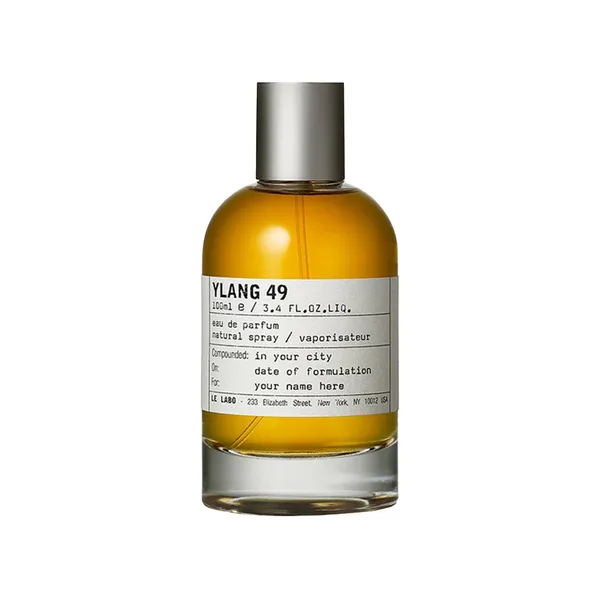 YLANG 49
100ml e / 3.4 FL.OZ.LIQ.
eau de parfum
natural spray / vaporisateur
Compounded: in your city
On: date of formulation
For: your name here
LE LABO - 233 Elizabeth Street, New York, NY 10012 USA